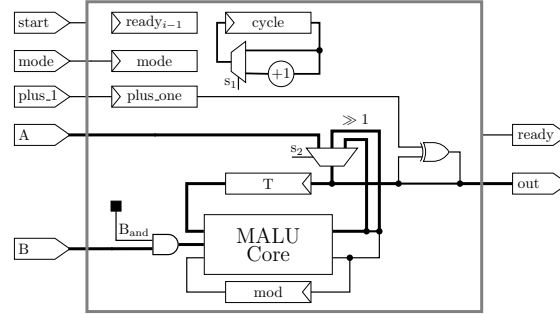 start
ready_{i−1}
cycle
mode
mode
+1
s_1
plus_1
plus_one
≫ 1
A
s_2
ready
T
out
B_and
MALU
Core
B
mod